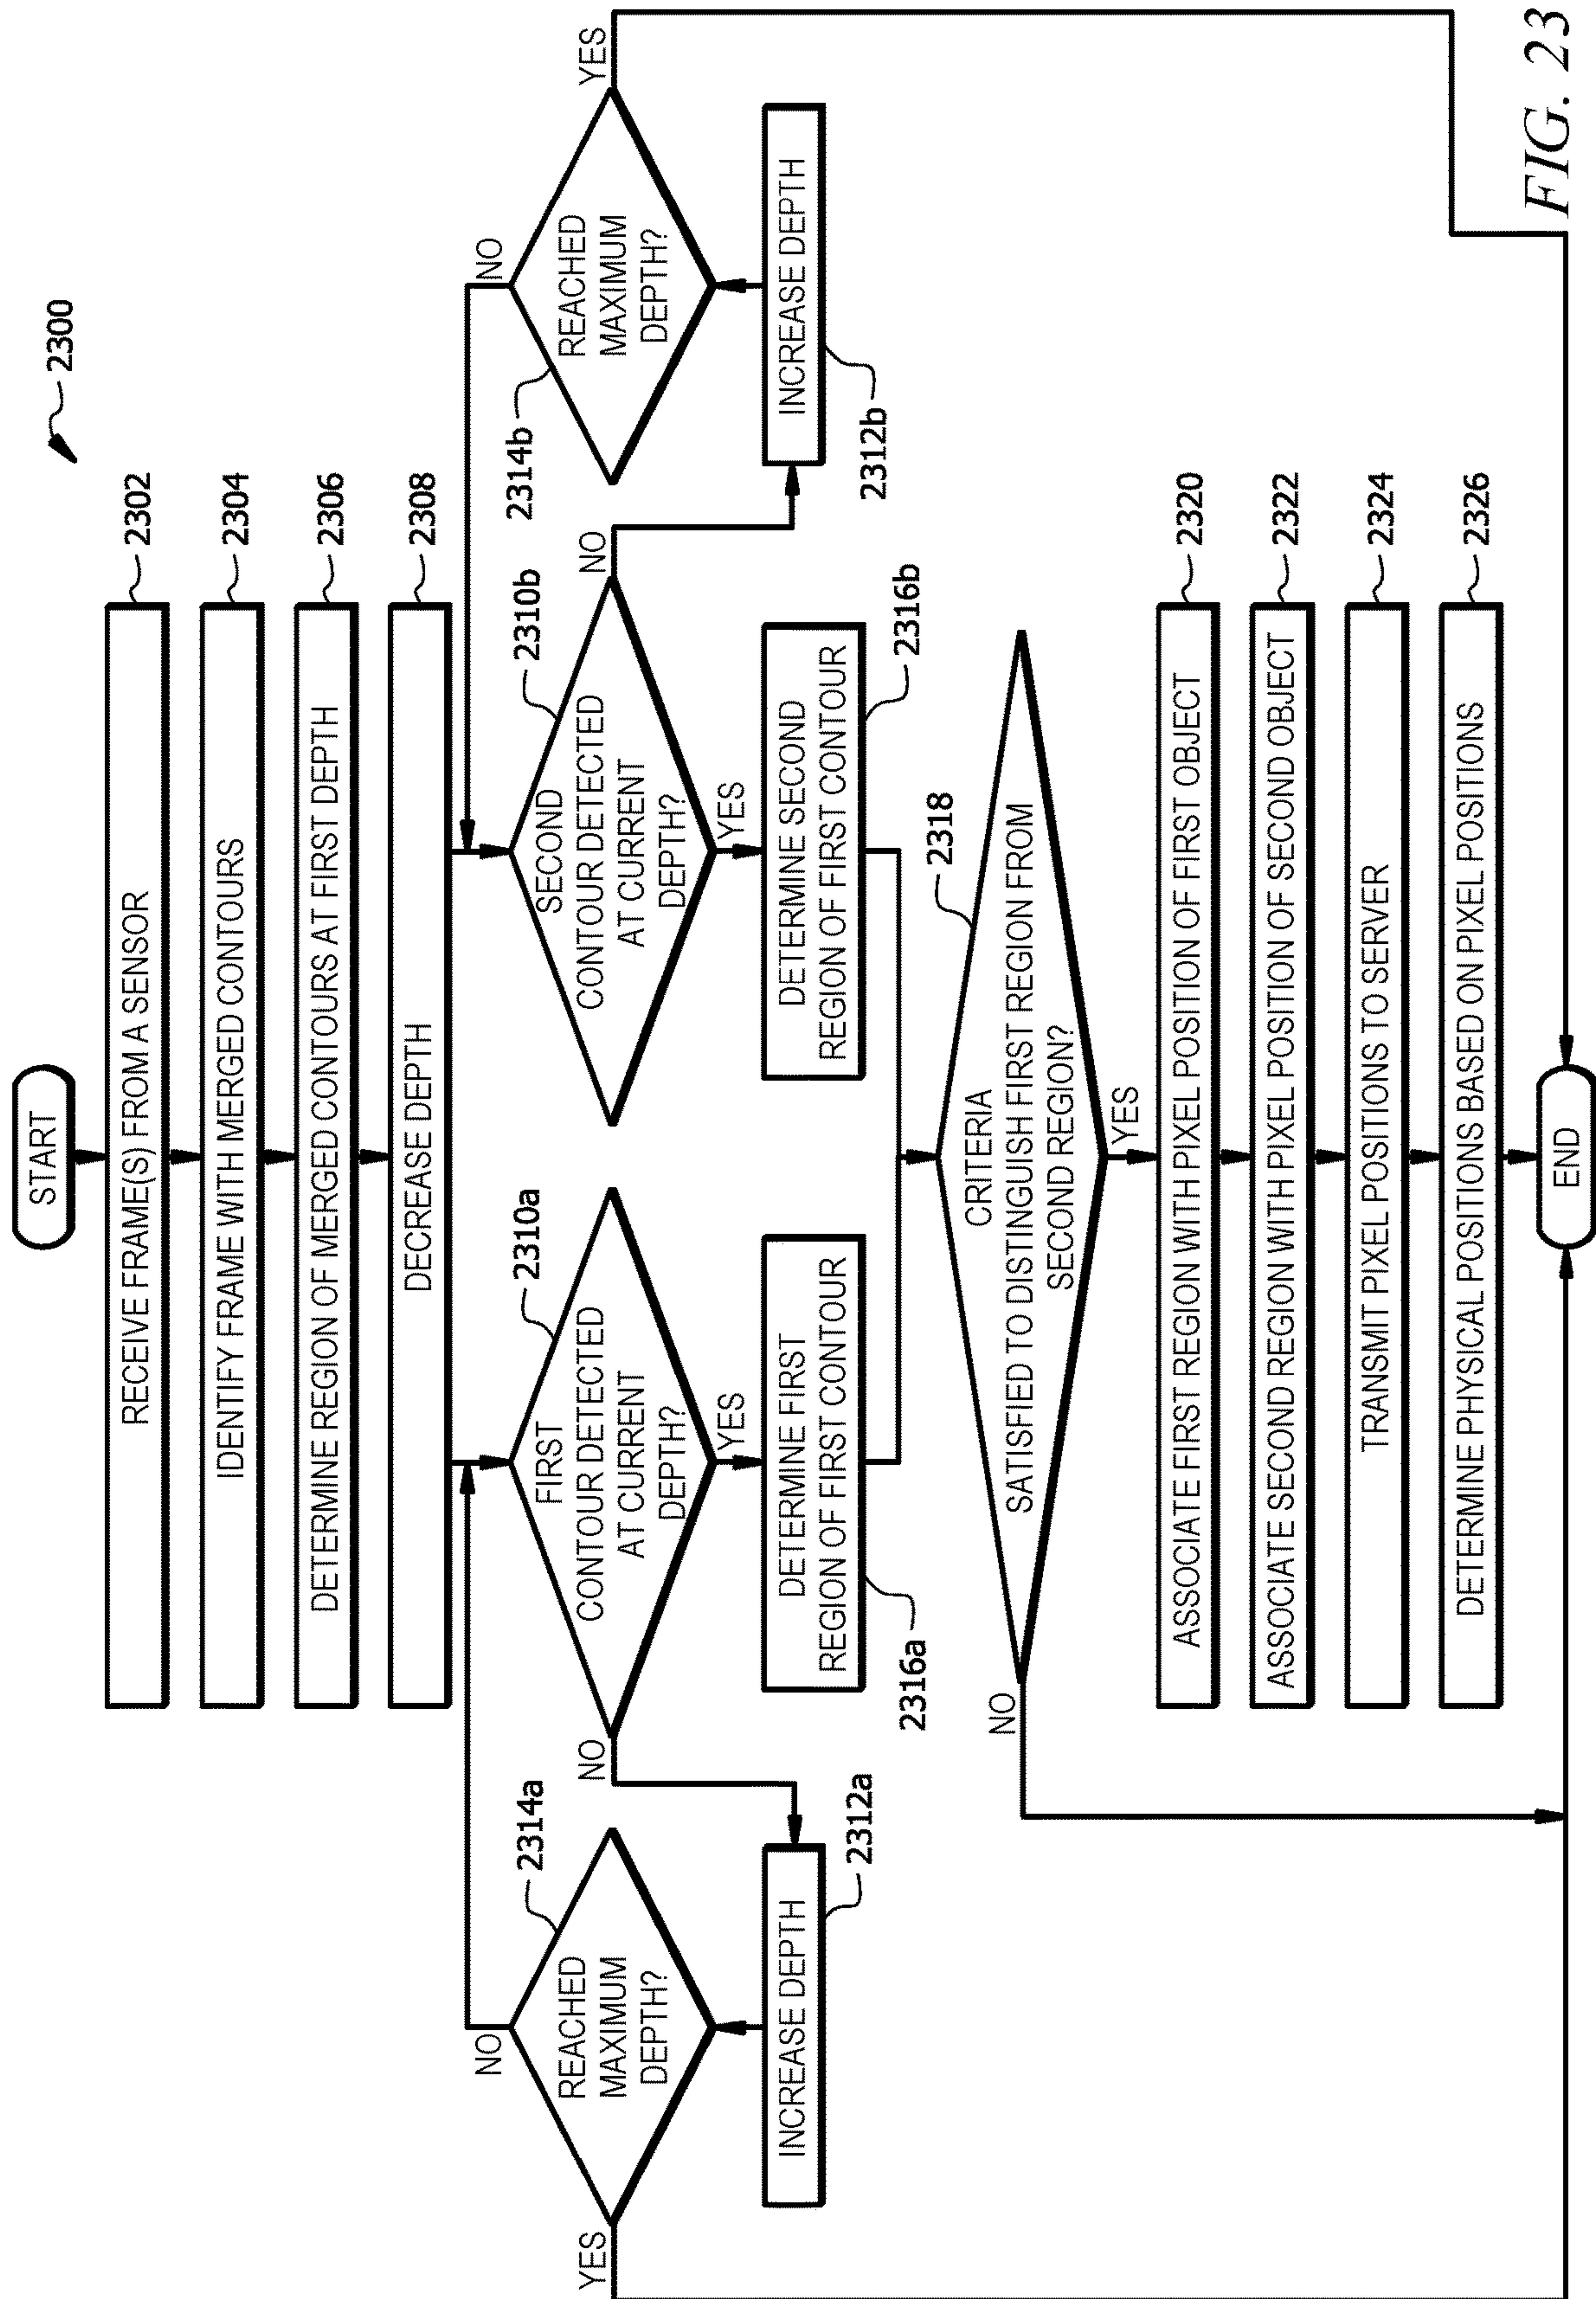 2300
START
RECEIVE FRAME(S) FROM A SENSOR
2302
IDENTIFY FRAME WITH MERGED CONTOURS
2304
DETERMINE REGION OF MERGED CONTOURS AT FIRST DEPTH
2306
DECREASE DEPTH
2308
NO
2314a
REACHED
MAXIMUM
DEPTH?
YES
2310a
FIRST
CONTOUR DETECTED
AT CURRENT
DEPTH?
NO
YES
2310b
SECOND
CONTOUR DETECTED
AT CURRENT
DEPTH?
NO
YES
NO
2314b
REACHED
MAXIMUM
DEPTH?
YES
INCREASE DEPTH
2312a
DETERMINE FIRST
REGION OF FIRST CONTOUR
2316a
DETERMINE SECOND
REGION OF FIRST CONTOUR
2316b
INCREASE DEPTH
2312b
CRITERIA
SATISFIED TO DISTINGUISH FIRST REGION FROM
SECOND REGION?
2318
NO
YES
ASSOCIATE FIRST REGION WITH PIXEL POSITION OF FIRST OBJECT
2320
ASSOCIATE SECOND REGION WITH PIXEL POSITION OF SECOND OBJECT
2322
TRANSMIT PIXEL POSITIONS TO SERVER
2324
DETERMINE PHYSICAL POSITIONS BASED ON PIXEL POSITIONS
2326
END
FIG. 23